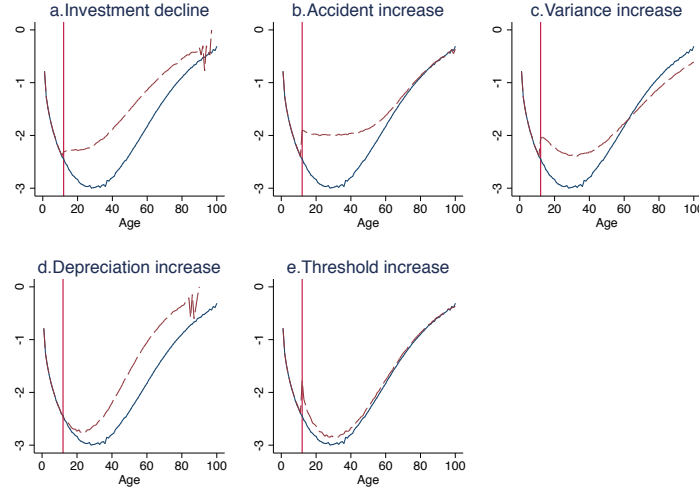 a.Investment decline
b.Accident increase
c.Variance increase
0
-1
-2
-3
0 20 40 60 80 100
Age
0
-1
-2
-3
0 20 40 60 80 100
Age
0
-1
-2
-3
0 20 40 60 80 100
Age
d.Depreciation increase
e.Threshold increase
0
-1
-2
-3
0 20 40 60 80 100
Age
0
-1
-2
-3
0 20 40 60 80 100
Age